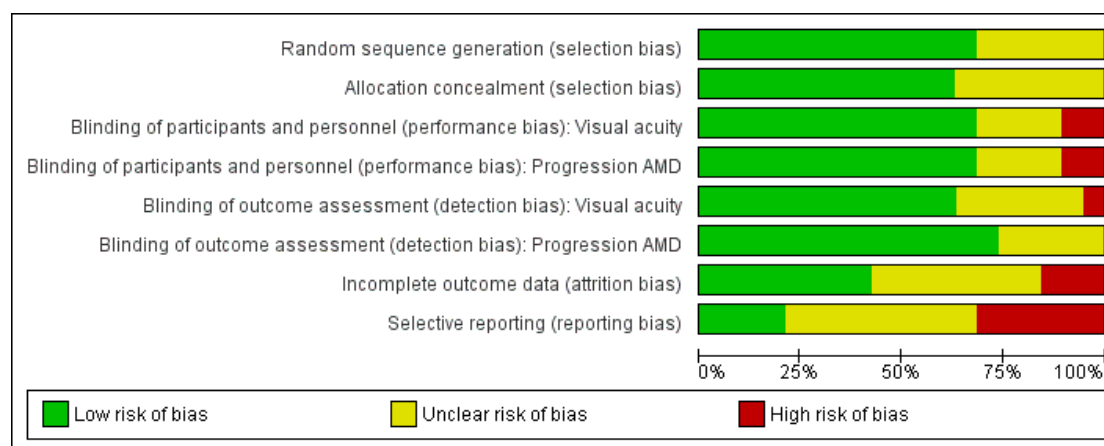 Random sequence generation (selection bias)
Allocation concealment (selection bias)
Blinding of participants and personnel (performance bias): Visual acuity
Blinding of participants and personnel (performance bias): Progression AMD
Blinding of outcome assessment (detection bias): Visual acuity
Blinding of outcome assessment (detection bias): Progression AMD
Incomplete outcome data (attrition bias)
Selective reporting (reporting bias)
0% 25% 50% 75% 100%
Low risk of bias Unclear risk of bias High risk of bias